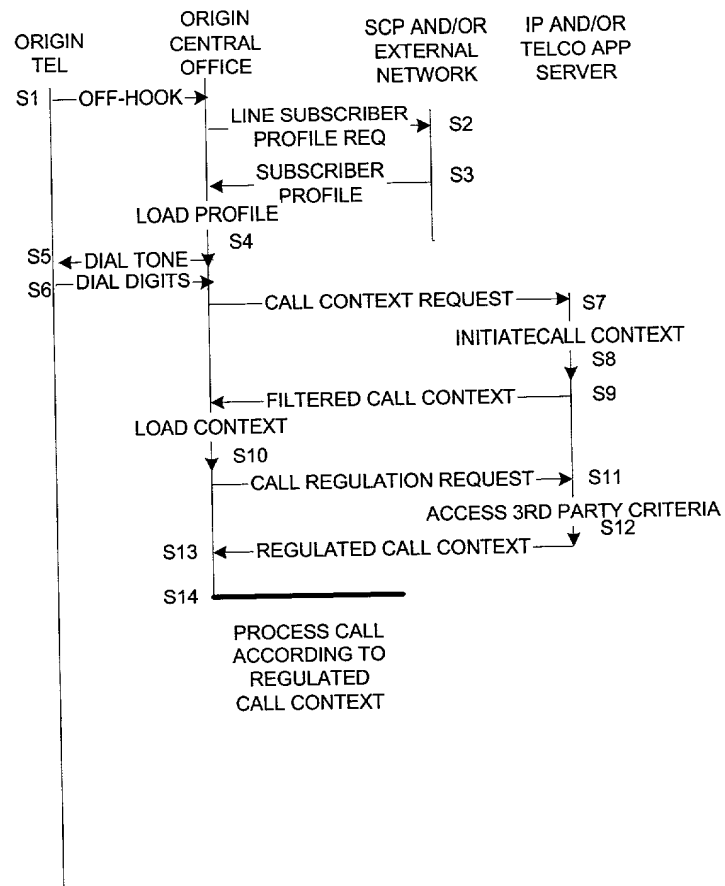 ORIGIN
TEL
ORIGIN
CENTRAL
OFFICE
SCP AND/OR
EXTERNAL
NETWORK
IP AND/OR
TELCO APP
SERVER
S1
OFF-HOOK
LINE SUBSCRIBER
PROFILE REQ
S2
SUBSCRIBER
PROFILE
S3
LOAD PROFILE
S4
S5
DIAL TONE
S6
DIAL DIGITS
CALL CONTEXT REQUEST
S7
INITIATECALL CONTEXT
S8
FILTERED CALL CONTEXT
S9
LOAD CONTEXT
S10
CALL REGULATION REQUEST
S11
ACCESS 3RD PARTY CRITERIA
S12
S13
REGULATED CALL CONTEXT
S14
PROCESS CALL
ACCORDING TO
REGULATED
CALL CONTEXT